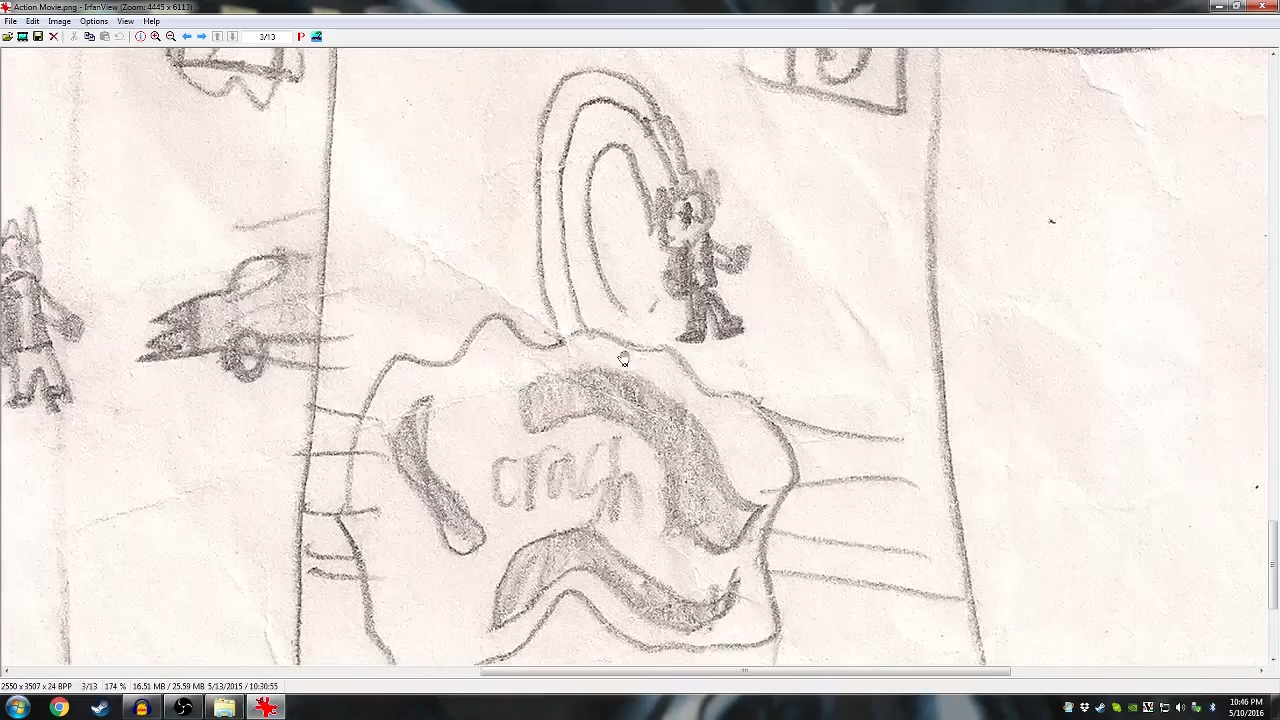 Action Movie.png - IrfanView (Zoom: 4445 x 6113)
File Edit Image Options View Help
3/13
crash
2550 x 3507 x 24 BPP 3/13 174 % 16.51 MB / 25.59 MB 5/13/2015 / 10:30:55
10:46 PM
5/10/2016